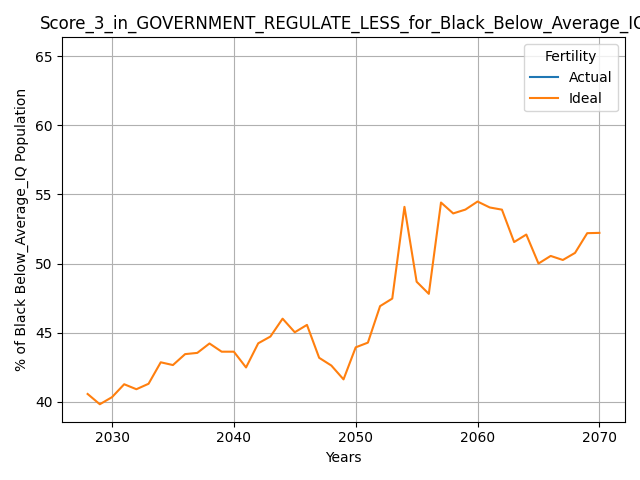 Score_3_in_GOVERNMENT_REGULATE_LESS_for_Black_Below_Average_IQ
Fertility
Actual
Ideal
65
60
55
50
45
40
% of Black Below_Average_IQ Population
2030 2040 2050 2060 2070
Years